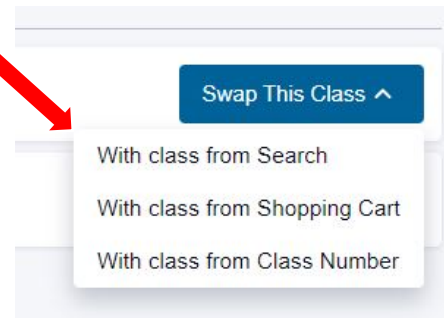 Swap This Class
With class from Search
With class from Shopping Cart
With class from Class Number